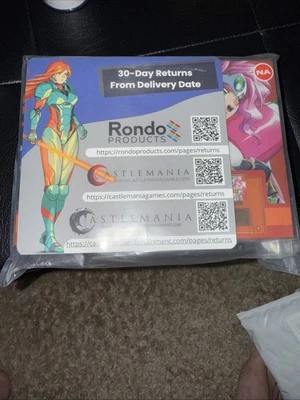 30-Day Returns
From Delivery Date
NA
Rondo
PRODUCTS
https://rondoproducts.com/pages/returns
CASTLEMANIA
https://castlemaniagames.com/pages/returns
CASTLEMANIA